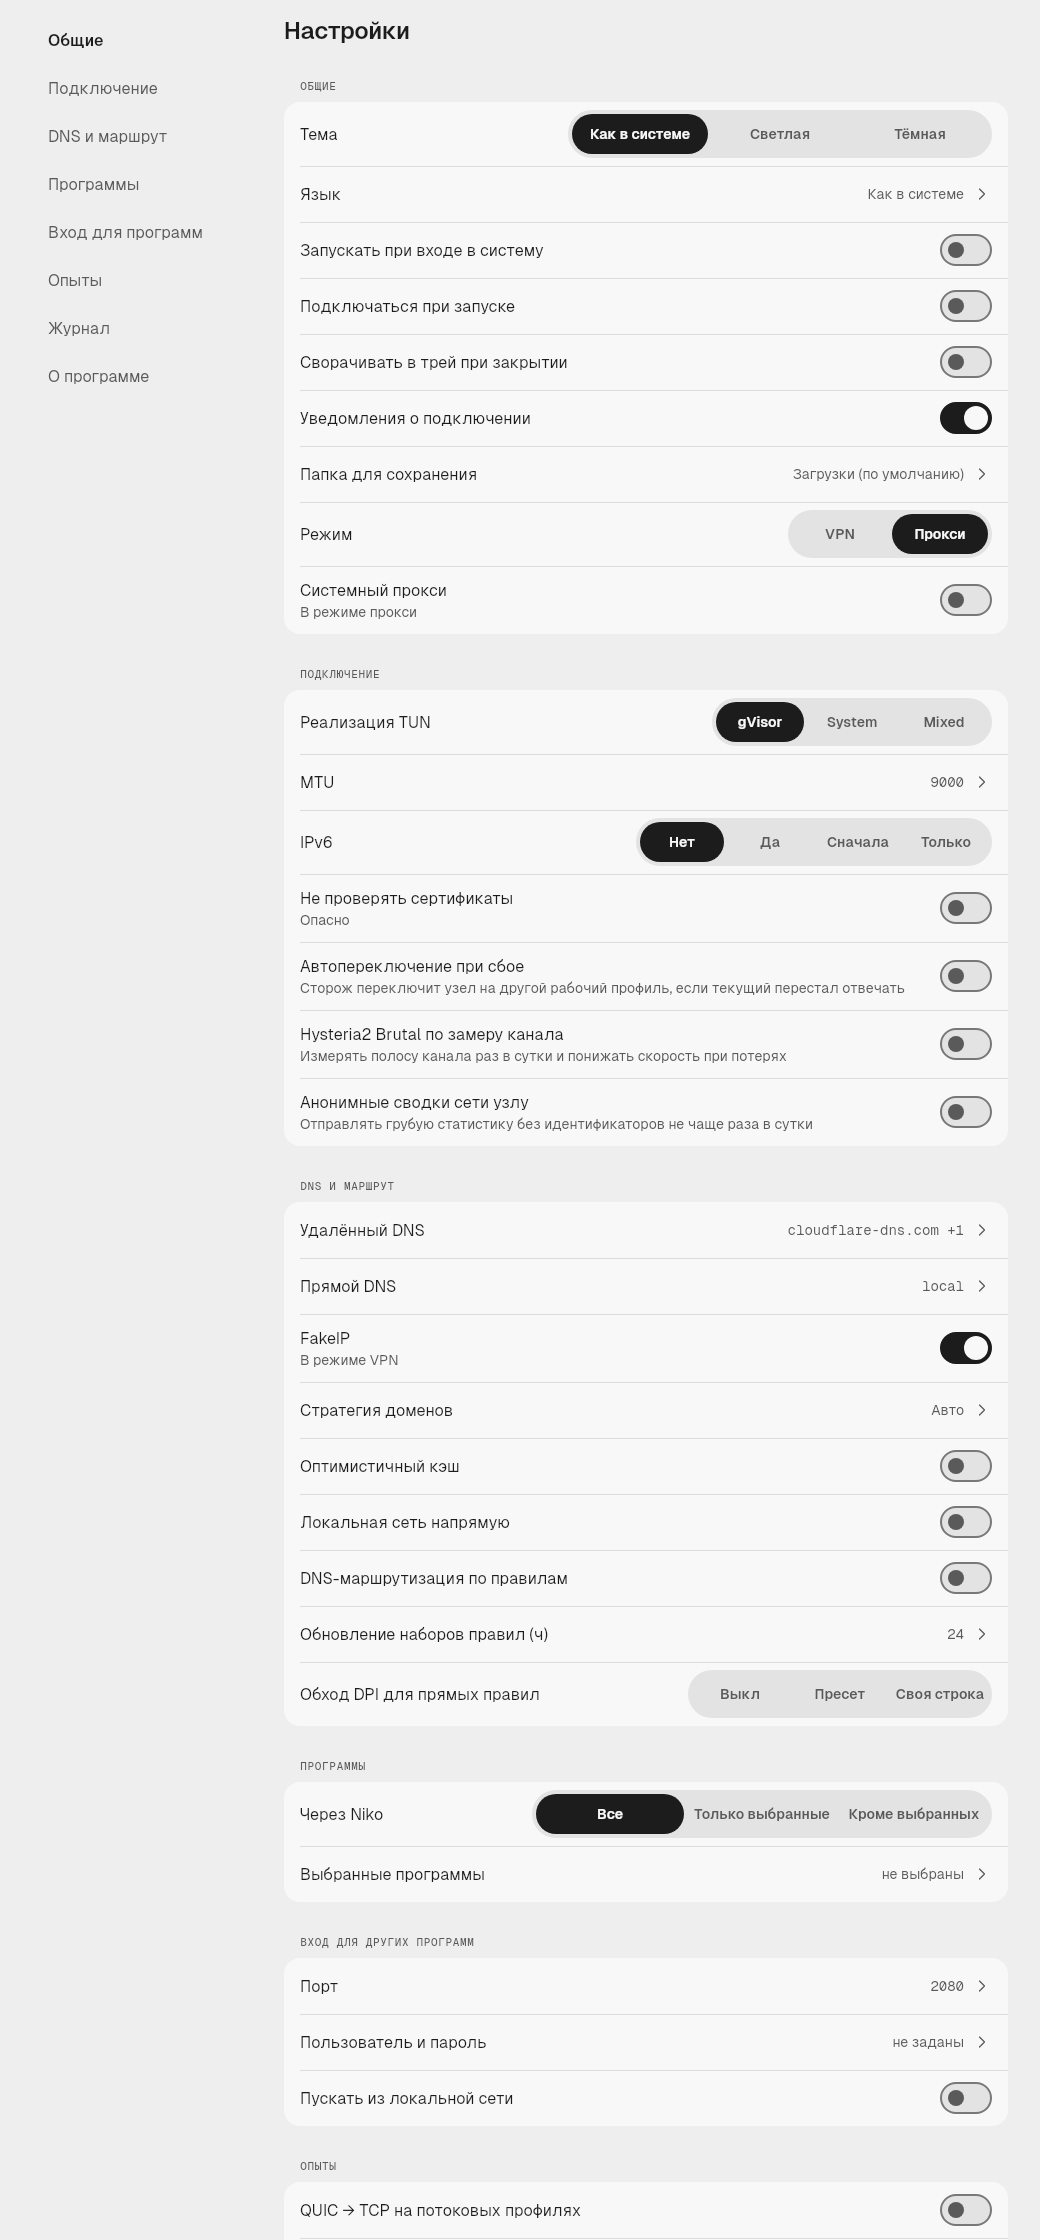 Общие
Подключение
DNS и маршрут
Программы
Вход для программ
Опыты
Журнал
О программе
Настройки
ОБЩИЕ
Тема Как в системе Светлая Тёмная
Язык Как в системе
Запускать при входе в систему
Подключаться при запуске
Сворачивать в трей при закрытии
Уведомления о подключении
Папка для сохранения Загрузки (по умолчанию)
Режим VPN Прокси
Системный прокси
В режиме прокси
ПОДКЛЮЧЕНИЕ
Реализация TUN gVisor System Mixed
MTU 9000
IPv6 Нет Да Сначала Только
Не проверять сертификаты
Опасно
Автопереключение при сбое
Сторож переключит узел на другой рабочий профиль, если текущий перестал отвечать
Hysteria2 Brutal по замеру канала
Измерять полосу канала раз в сутки и понижать скорость при потерях
Анонимные сводки сети узлу
Отправлять грубую статистику без идентификаторов не чаще раза в сутки
DNS И МАРШРУТ
Удалённый DNS cloudflare-dns.com +1
Прямой DNS local
FakeIP
В режиме VPN
Стратегия доменов Авто
Оптимистичный кэш
Локальная сеть напрямую
DNS-маршрутизация по правилам
Обновление наборов правил (ч) 24
Обход DPI для прямых правил Выкл Пресет Своя строка
ПРОГРАММЫ
Через Niko Все Только выбранные Кроме выбранных
Выбранные программы не выбраны
ВХОД ДЛЯ ДРУГИХ ПРОГРАММ
Порт 2080
Пользователь и пароль не заданы
Пускать из локальной сети
ОПЫТЫ
QUIC → TCP на потоковых профилях